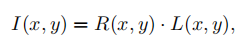 I(x, y) = R(x, y) · L(x, y),